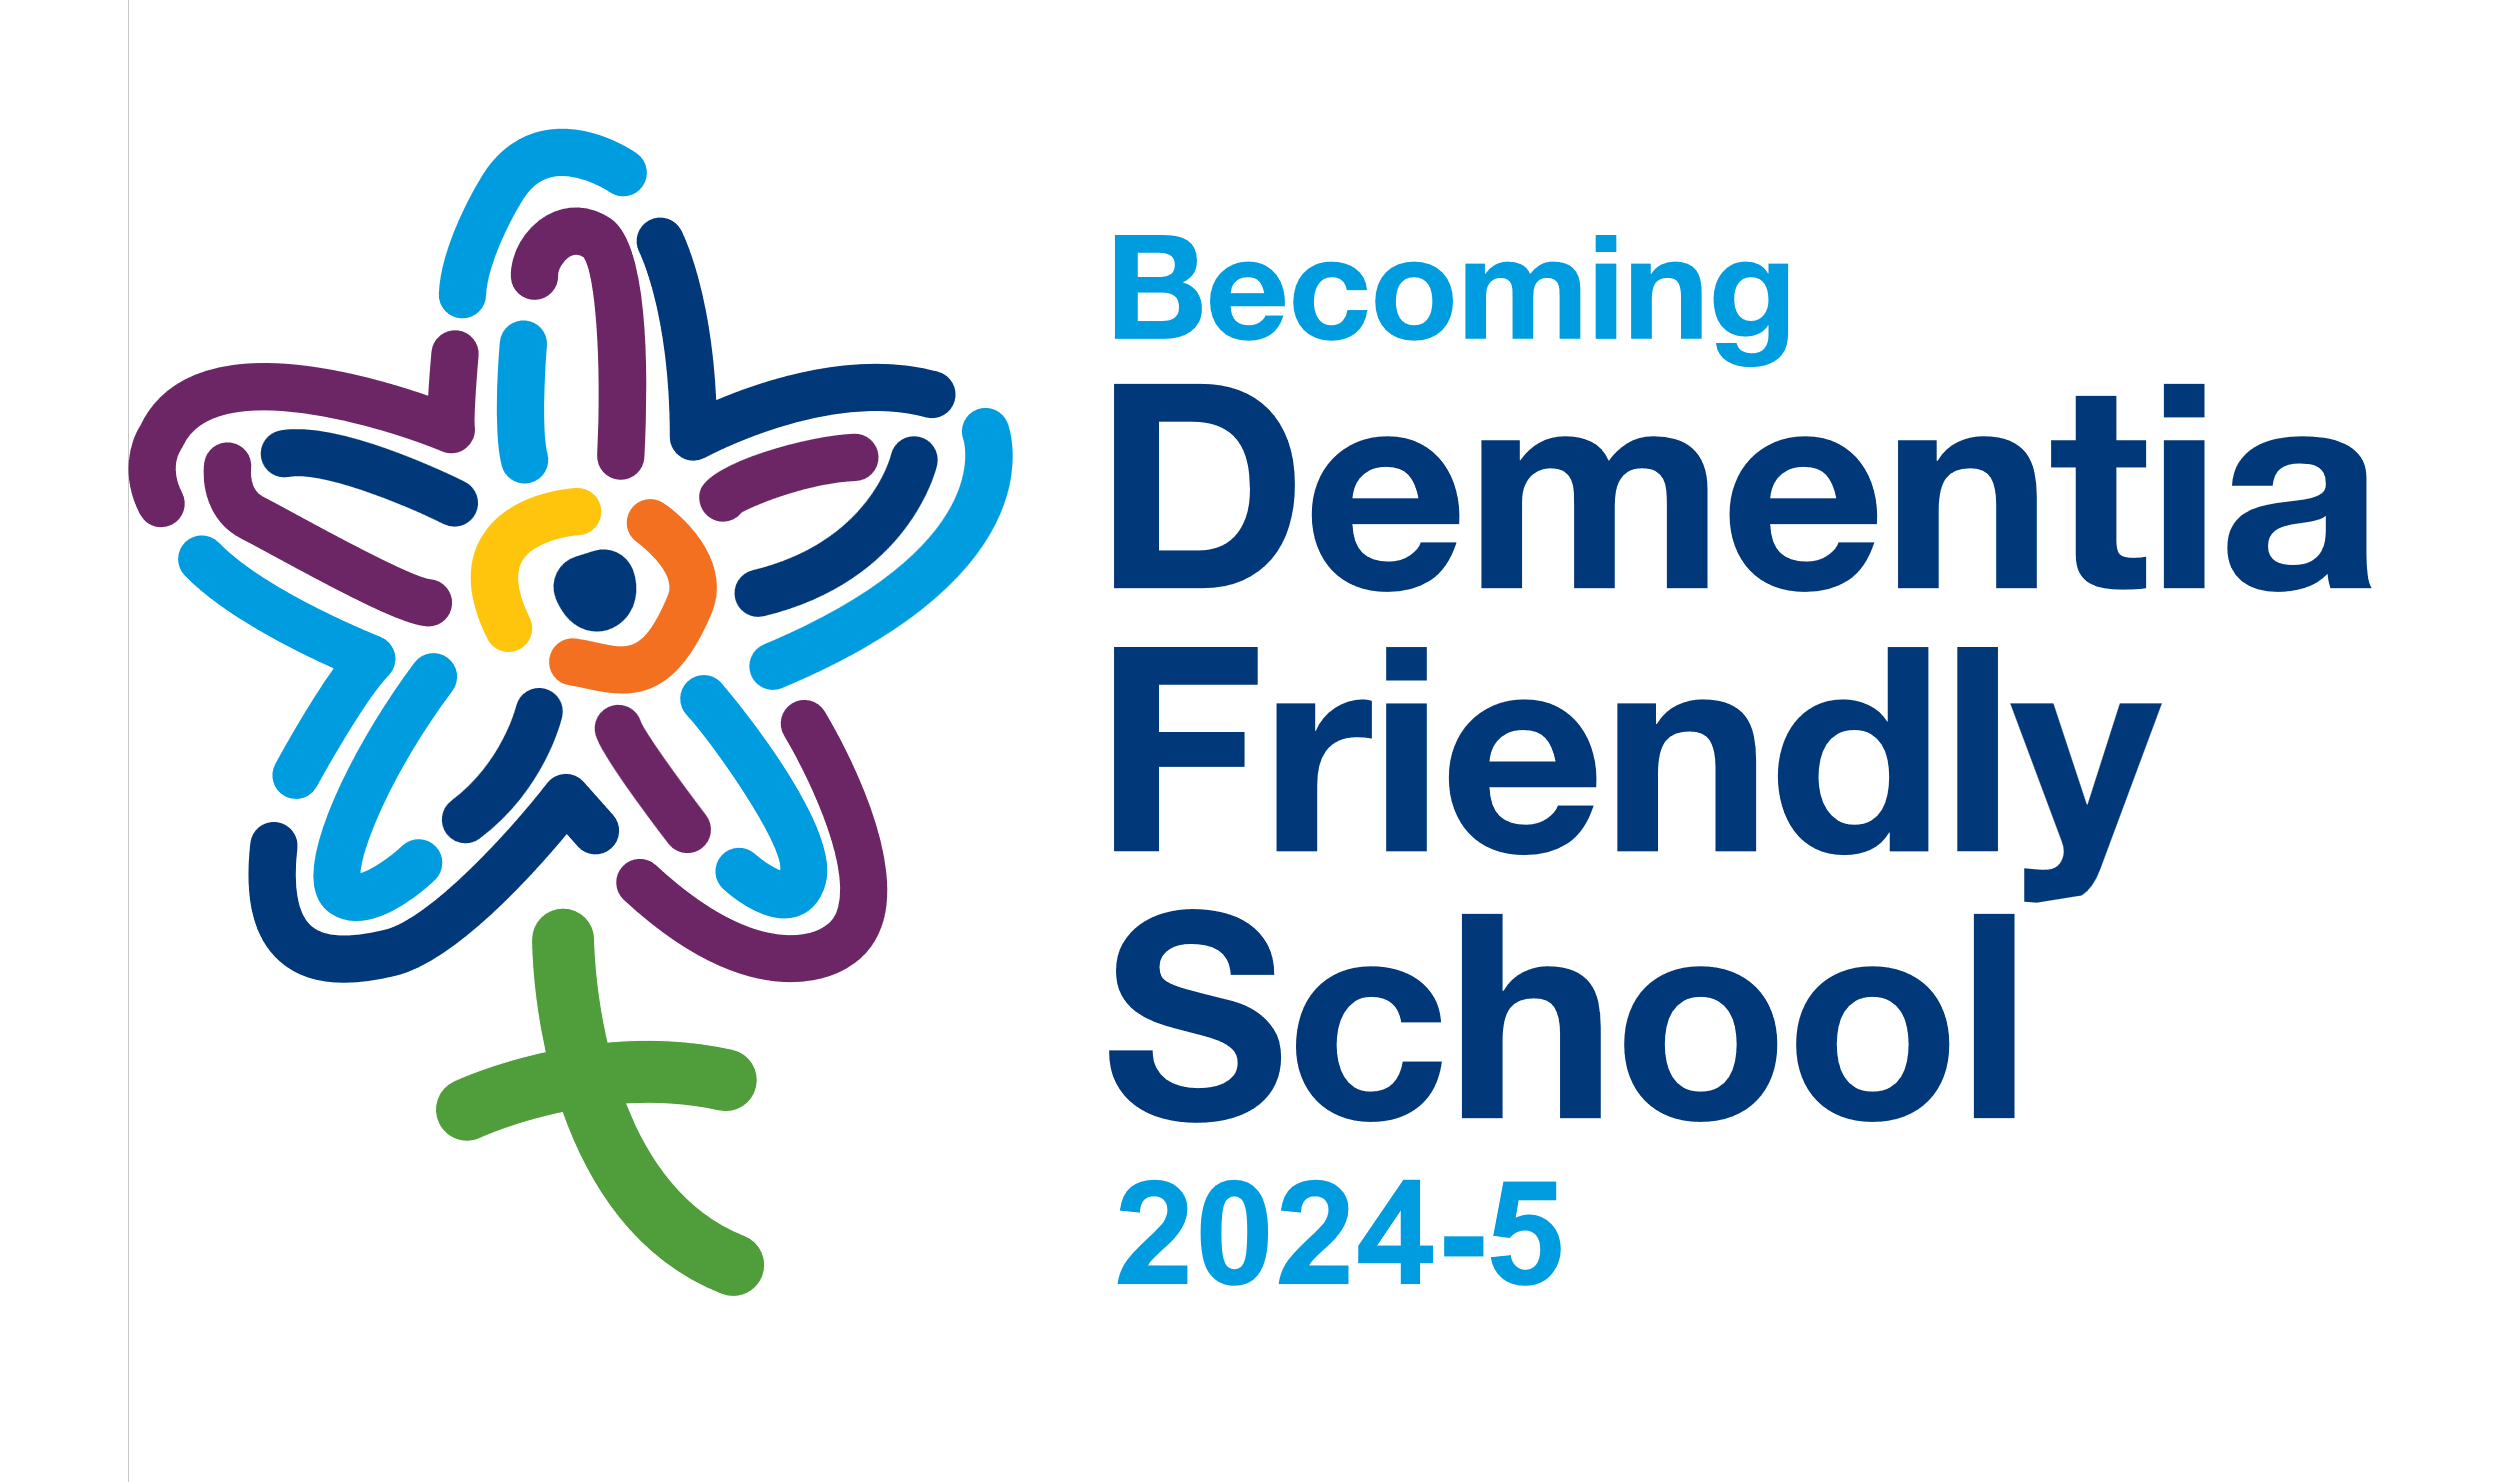 Becoming
Dementia
Friendly
School
2024-5